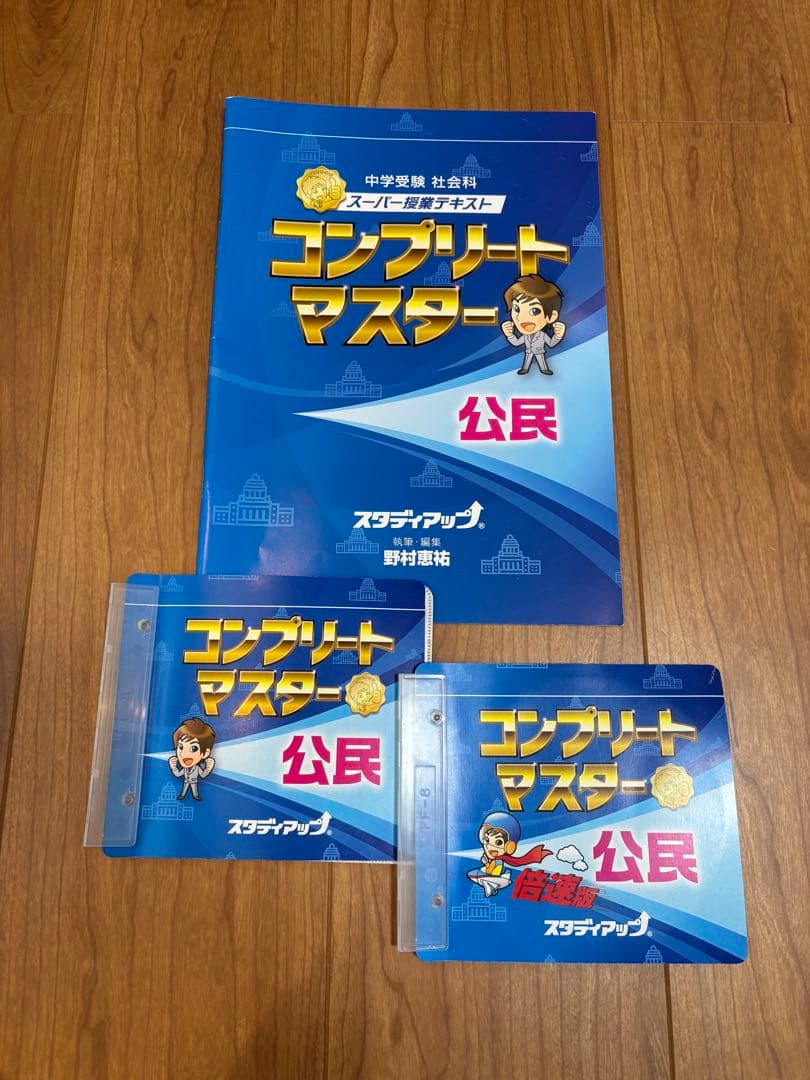 中学受験 社会科
スーパー授業テキスト
コンプリート
マスター
公民
スタディアップ®
執筆・編集
野村恵祐
コンプリート
マスター
公民
スタディアップ®
PF-8
コンプリート
マスター
公民
倍速版
スタディアップ®